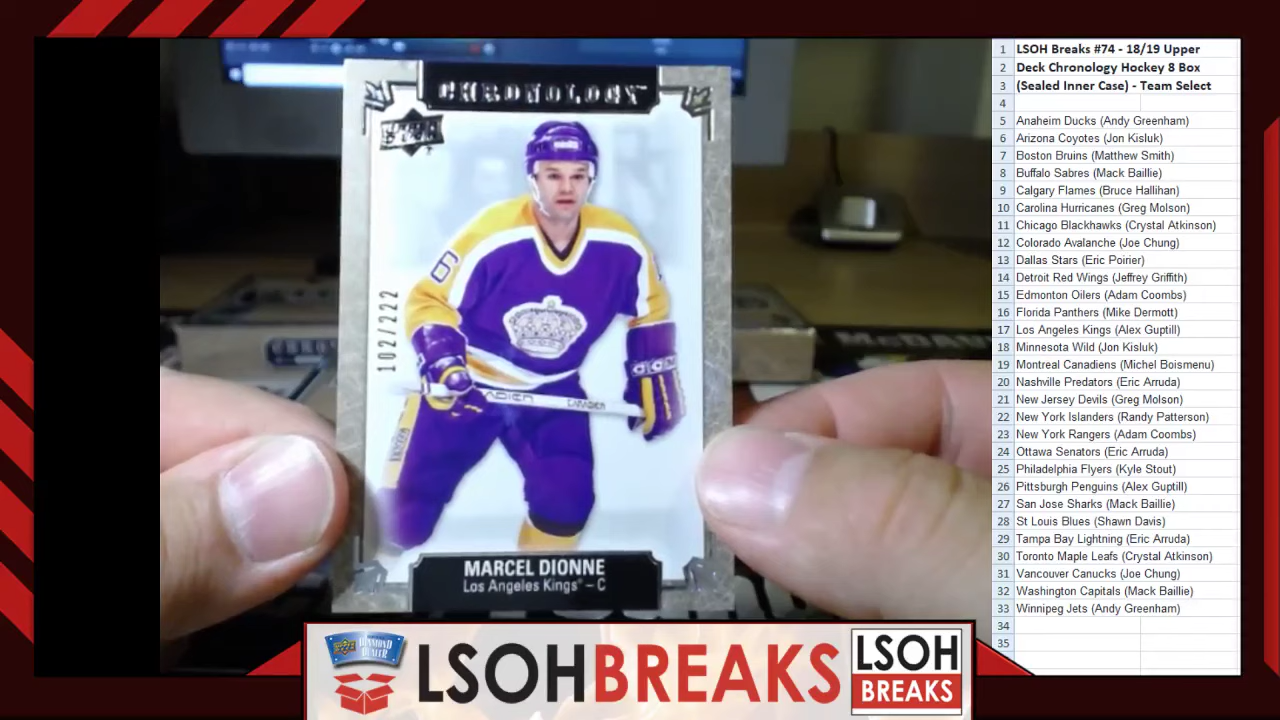 CHRONOLOGY
102/222
6
MARCEL DIONNE
Los Angeles Kings - C
1 LSOH Breaks #74 - 18/19 Upper
2 Deck Chronology Hockey 8 Box
3 (Sealed Inner Case) - Team Select
4
5 Anaheim Ducks (Andy Greenham)
6 Arizona Coyotes (Jon Kisluk)
7 Boston Bruins (Matthew Smith)
8 Buffalo Sabres (Mack Baillie)
9 Calgary Flames (Bruce Hallihan)
10 Carolina Hurricanes (Greg Molson)
11 Chicago Blackhawks (Crystal Atkinson)
12 Colorado Avalanche (Joe Chung)
13 Dallas Stars (Eric Poirier)
14 Detroit Red Wings (Jeffrey Griffith)
15 Edmonton Oilers (Adam Coombs)
16 Florida Panthers (Mike Dermott)
17 Los Angeles Kings (Alex Guptill)
18 Minnesota Wild (Jon Kisluk)
19 Montreal Canadiens (Michel Boismenu)
20 Nashville Predators (Eric Arruda)
21 New Jersey Devils (Greg Molson)
22 New York Islanders (Randy Patterson)
23 New York Rangers (Adam Coombs)
24 Ottawa Senators (Eric Arruda)
25 Philadelphia Flyers (Kyle Stout)
26 Pittsburgh Penguins (Alex Guptill)
27 San Jose Sharks (Mack Baillie)
28 St Louis Blues (Shawn Davis)
29 Tampa Bay Lightning (Eric Arruda)
30 Toronto Maple Leafs (Crystal Atkinson)
31 Vancouver Canucks (Joe Chung)
32 Washington Capitals (Mack Baillie)
33 Winnipeg Jets (Andy Greenham)
34
35
DIAMOND DEALER
LSOHBREAKS
LSOH
BREAKS